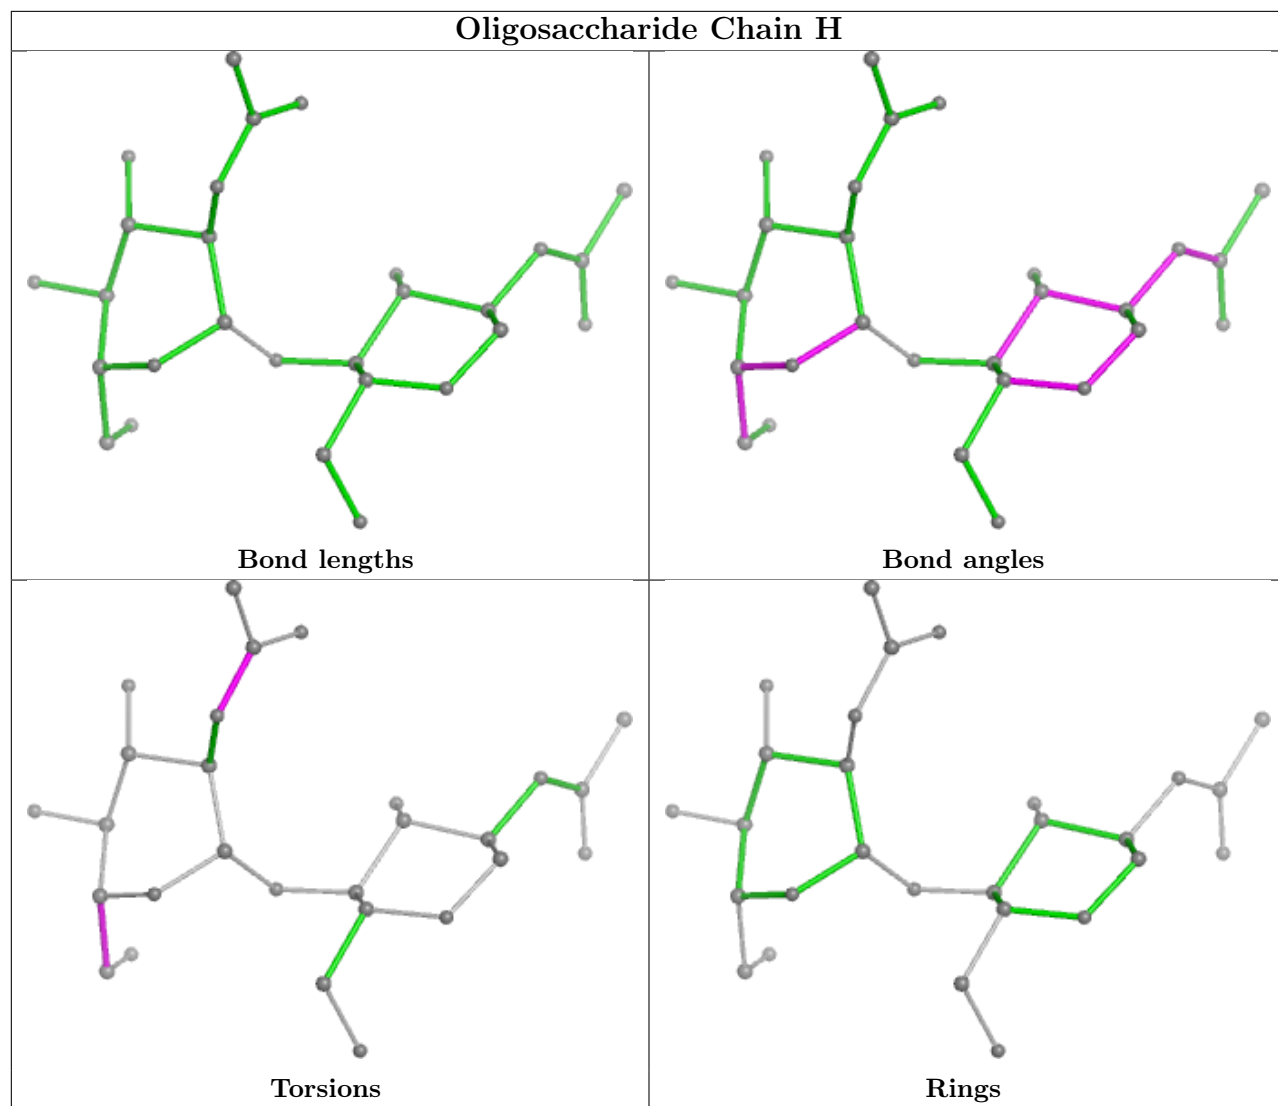 Oligosaccharide Chain H
Bond lengths
Bond angles
Torsions
Rings